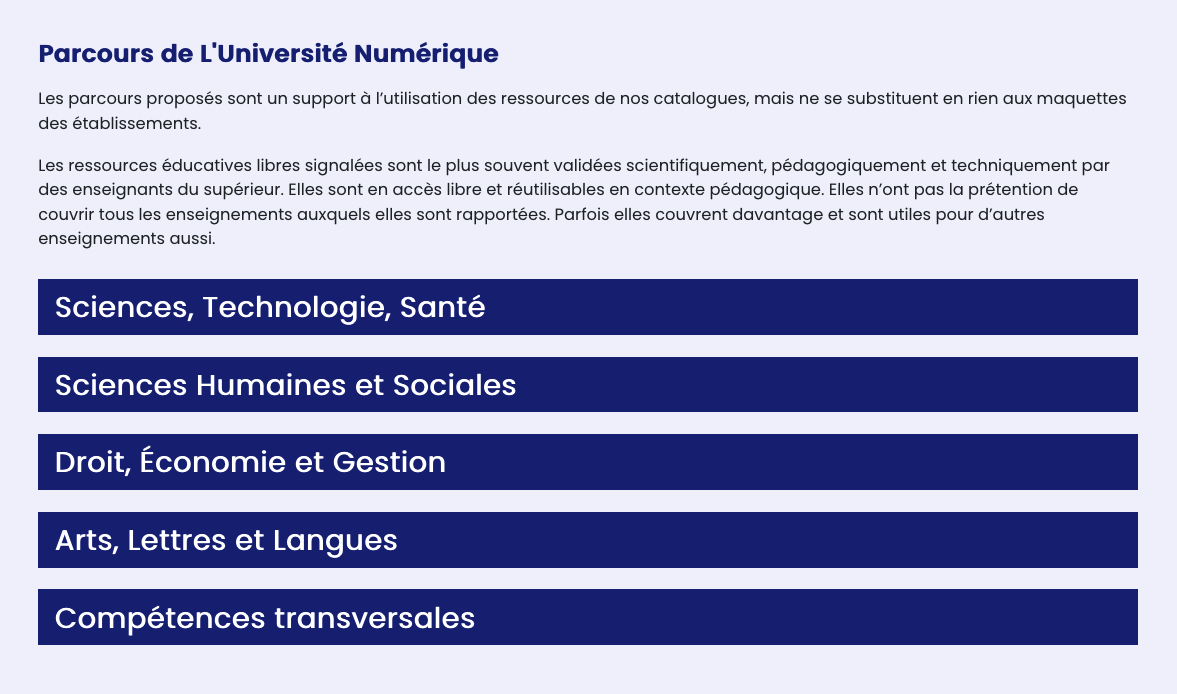 Parcours de L'Université Numérique
Les parcours proposés sont un support à l’utilisation des ressources de nos catalogues, mais ne se substituent en rien aux maquettes
des établissements.
Les ressources éducatives libres signalées sont le plus souvent validées scientifiquement, pédagogiquement et techniquement par
des enseignants du supérieur. Elles sont en accès libre et réutilisables en contexte pédagogique. Elles n’ont pas la prétention de
couvrir tous les enseignements auxquels elles sont rapportées. Parfois elles couvrent davantage et sont utiles pour d’autres
enseignements aussi.
Sciences, Technologie, Santé
Sciences Humaines et Sociales
Droit, Économie et Gestion
Arts, Lettres et Langues
Compétences transversales